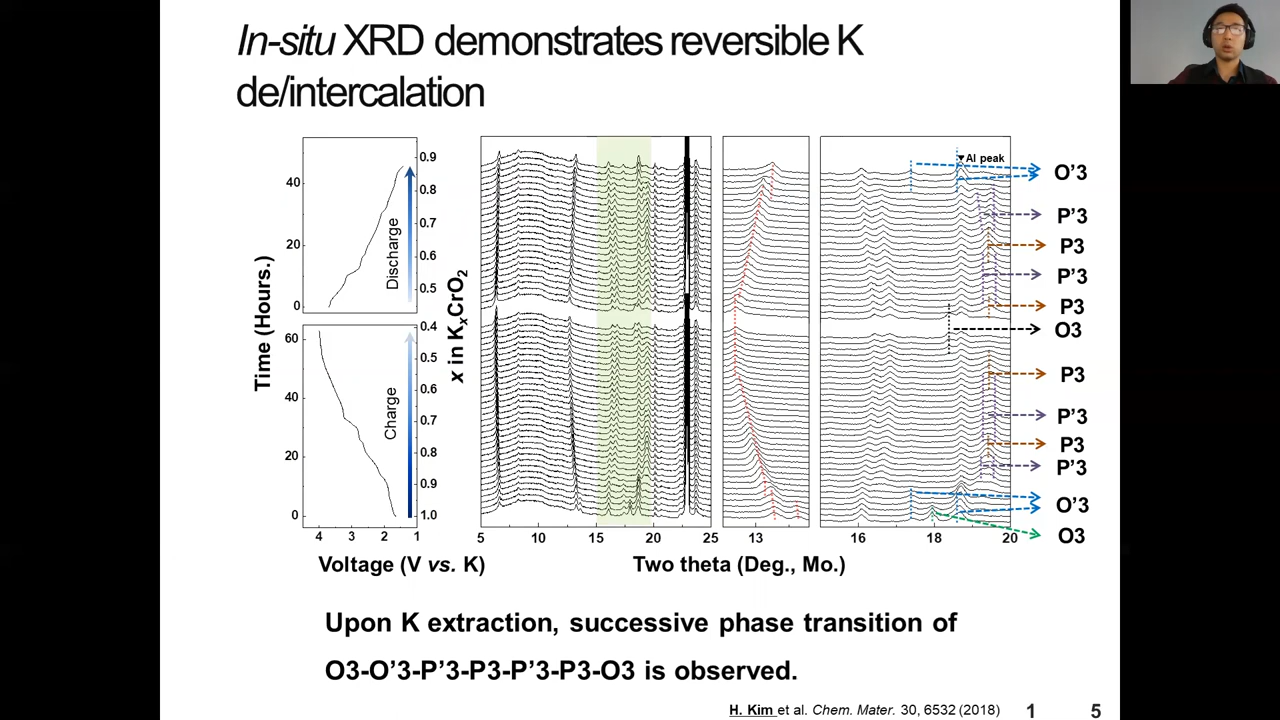 In-situ XRD demonstrates reversible K
de/intercalation
Time (Hours.)
40
20
0
60
40
20
0
4 3 2 1
Voltage (V vs. K)
Discharge
Charge
0.9
0.8
0.7
0.6
0.5
0.4
0.5
0.6
0.7
0.8
0.9
1.0
x in KxCrO2
5 10 15 20 25
13
16 18 20
Two theta (Deg., Mo.)
▼Al peak
O'3
P'3
P3
P'3
P3
O3
P3
P'3
P3
P'3
O'3
O3
Upon K extraction, successive phase transition of
O3-O'3-P'3-P3-P'3-P3-O3 is observed.
H. Kim et al. Chem. Mater. 30, 6532 (2018)
1 5